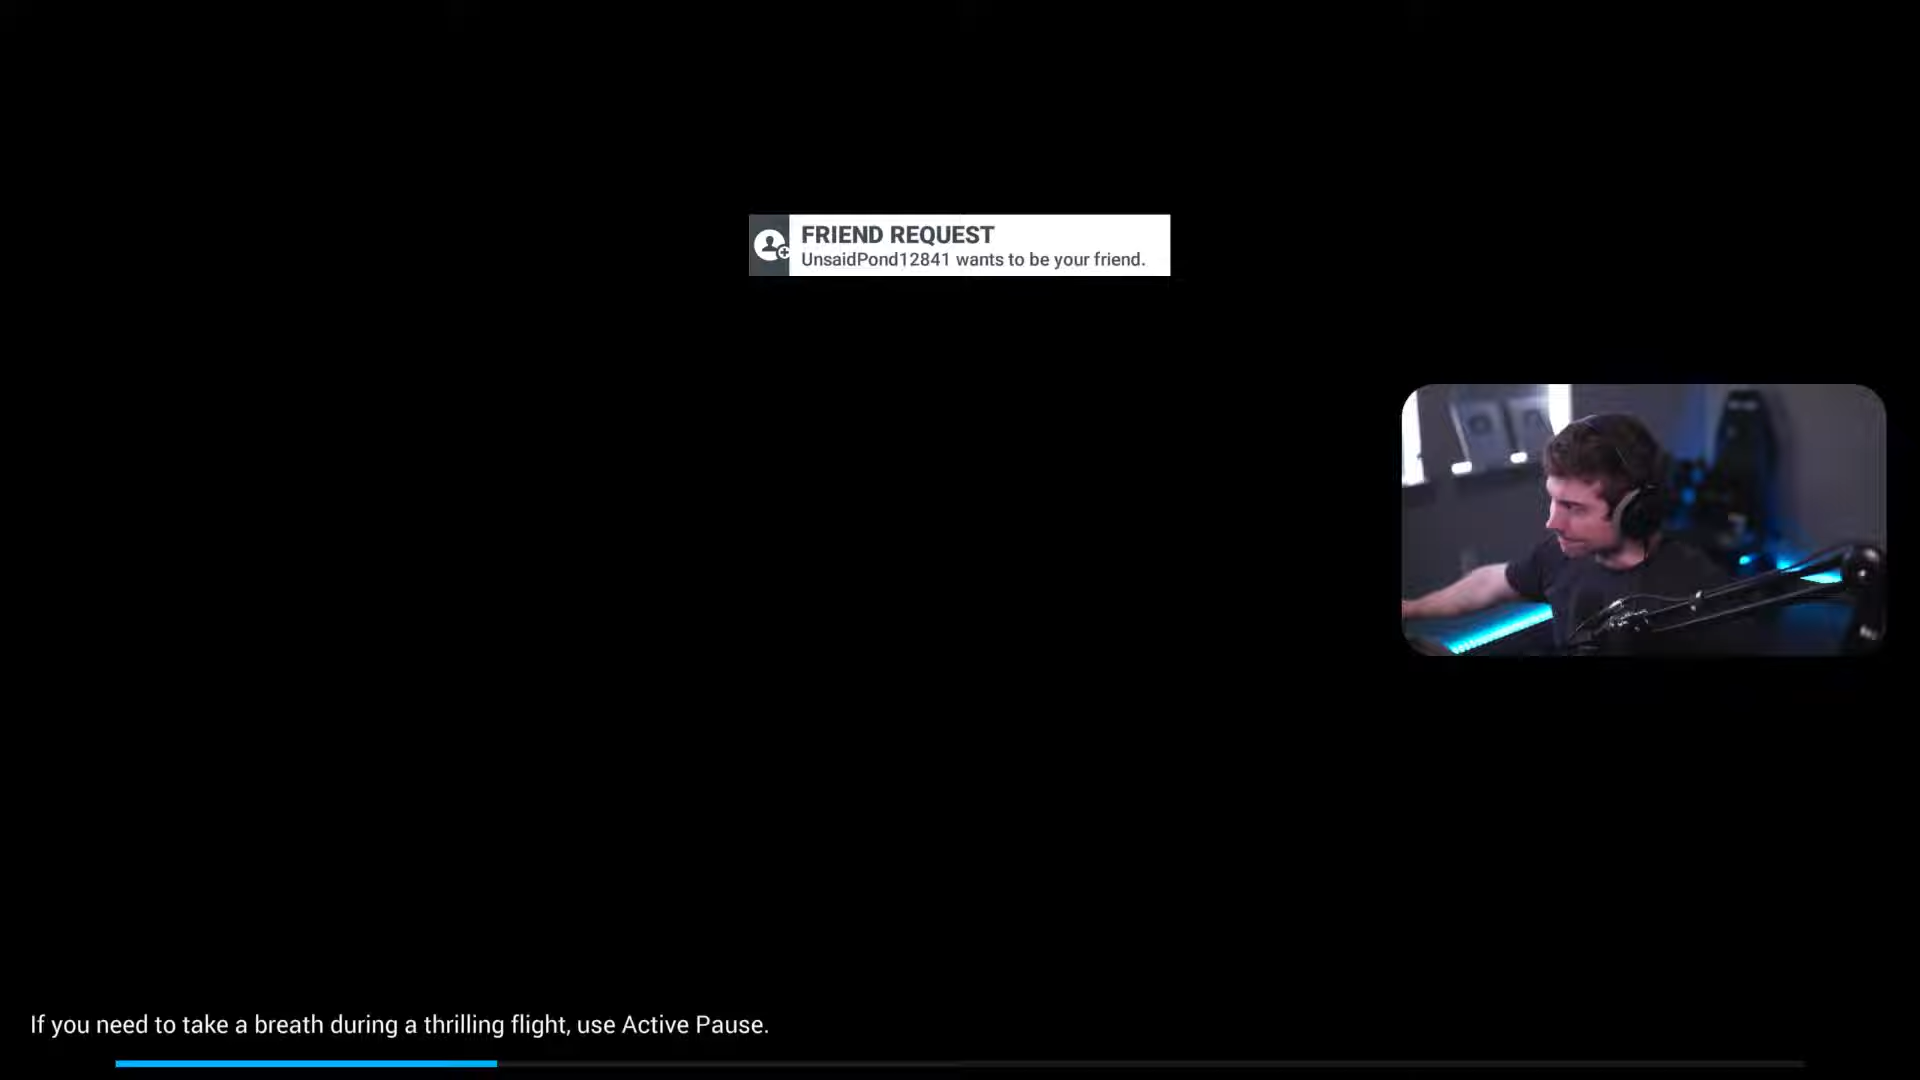 FRIEND REQUEST
UnsaidPond12841 wants to be your friend.
If you need to take a breath during a thrilling flight, use Active Pause.